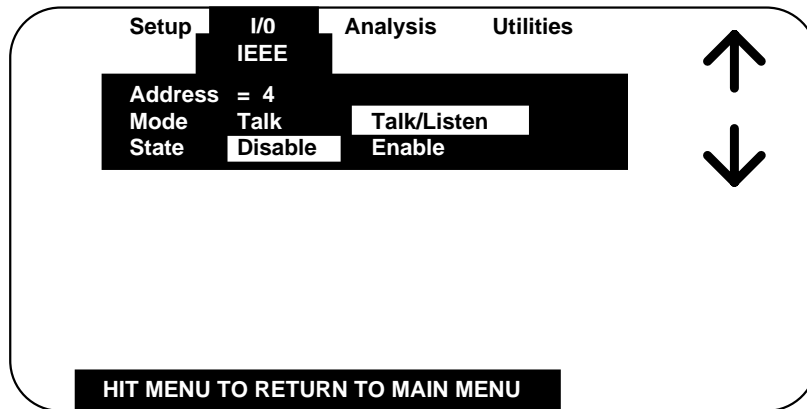 Setup I/0 Analysis Utilities
IEEE
Address = 4
Mode Talk Talk/Listen
State Disable Enable
HIT MENU TO RETURN TO MAIN MENU